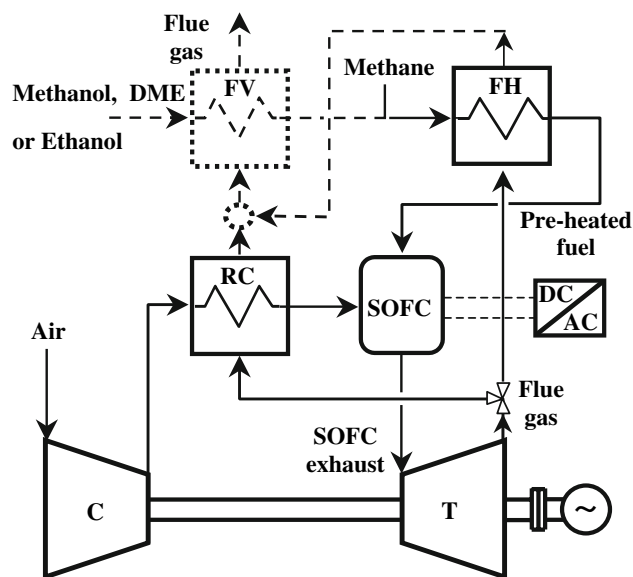 Flue
gas
Methanol, DME
or Ethanol
FV
Methane
FH
Pre-heated
fuel
RC
SOFC
DC
AC
Air
Flue
gas
SOFC
exhaust
C
T
~